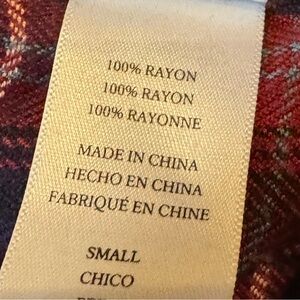 100% RAYON
100% RAYON
100% RAYONNE
MADE IN CHINA
HECHO EN CHINA
FABRIQUÉ EN CHINE
SMALL
CHICO